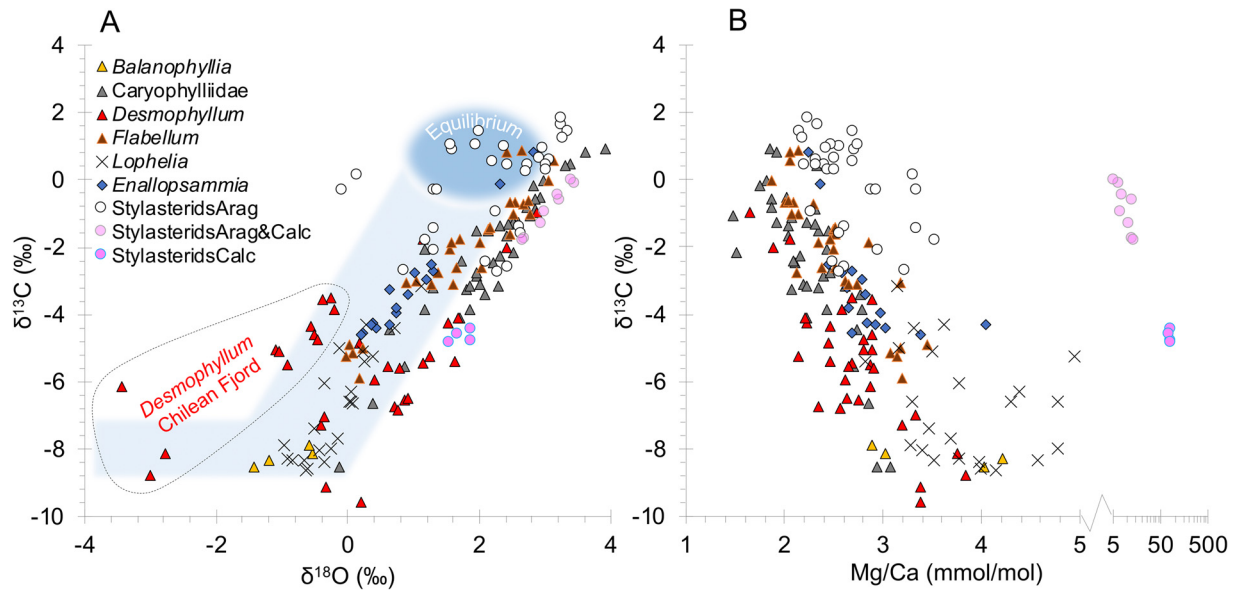 A
B
4
2
0
-2
-4
-6
-8
-10
δ¹³C (‰)
Balanophyllia
Caryophylliidae
Desmophyllum
Flabellum
Lophelia
Enallopsammia
StylasteridsArag
StylasteridsArag&Calc
StylasteridsCalc
Equilibrium
Desmophyllum
Chilean Fjord
-4
-2
0
2
4
δ¹⁸O (‰)
4
2
0
-2
-4
-6
-8
-10
δ¹³C (‰)
1
2
3
4
5
5
50
500
Mg/Ca (mmol/mol)